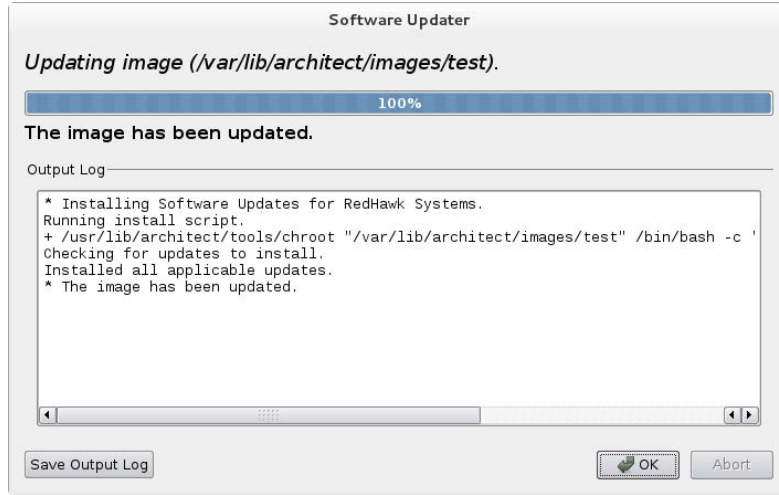 Software Updater
Updating image (/var/lib/architect/images/test).
100%
The image has been updated.
Output Log
* Installing Software Updates for RedHawk Systems.
Running install script.
+ /usr/lib/architect/tools/chroot "/var/lib/architect/images/test" /bin/bash -c '
Checking for updates to install.
Installed all applicable updates.
* The image has been updated.
Save Output Log
OK
Abort